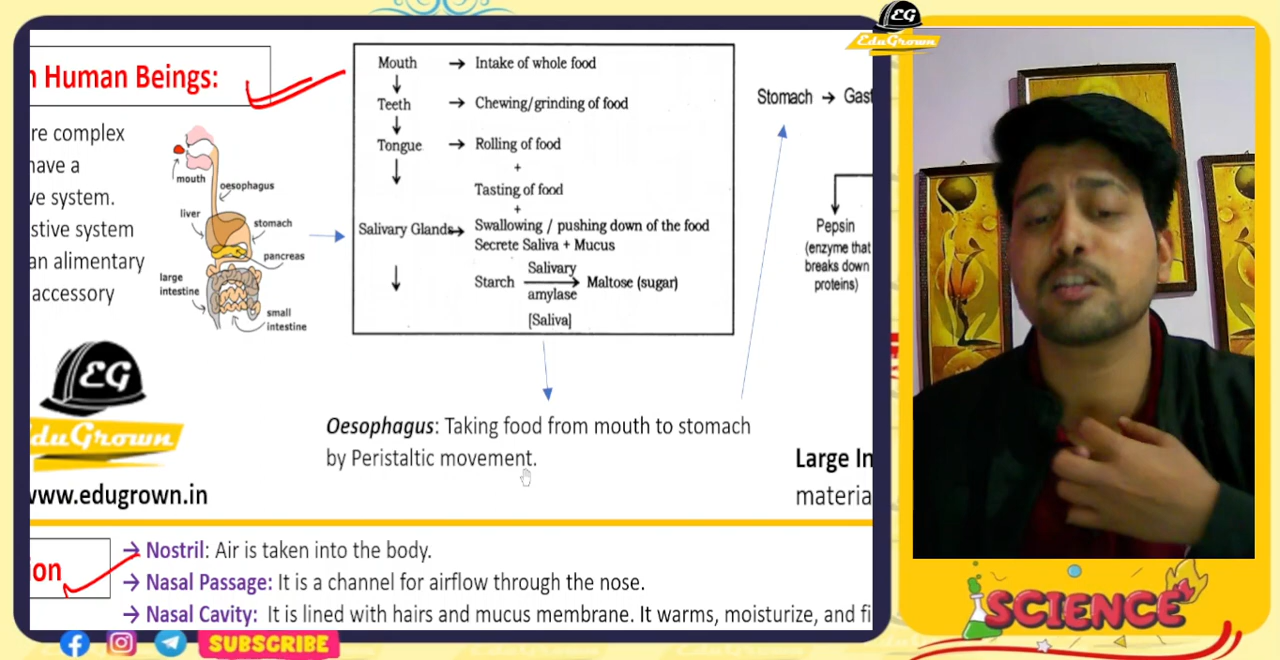 EG
EduGrown
n Human Beings:
re complex
have a
ve system.
stive system
an alimentary
accessory
mouth
oesophagus
liver
stomach
pancreas
large
intestine
small
intestine
Mouth → Intake of whole food
↓
Teeth → Chewing/grinding of food
↓
Tongue → Rolling of food
↓ +
Tasting of food
+
Salivary Glands→ Swallowing / pushing down of the food
Secrete Saliva + Mucus
Salivary
↓ Starch → Maltose (sugar)
amylase
[Saliva]
Stomach → Gast
Pepsin
(enzyme that
breaks down
proteins)
EG
duGrown
www.edugrown.in
Oesophagus: Taking food from mouth to stomach
by Peristaltic movement.
Large In
materia
ion
→ Nostril: Air is taken into the body.
→ Nasal Passage: It is a channel for airflow through the nose.
→ Nasal Cavity: It is lined with hairs and mucus membrane. It warms, moisturize, and fi
SUBSCRIBE
SCIENCE